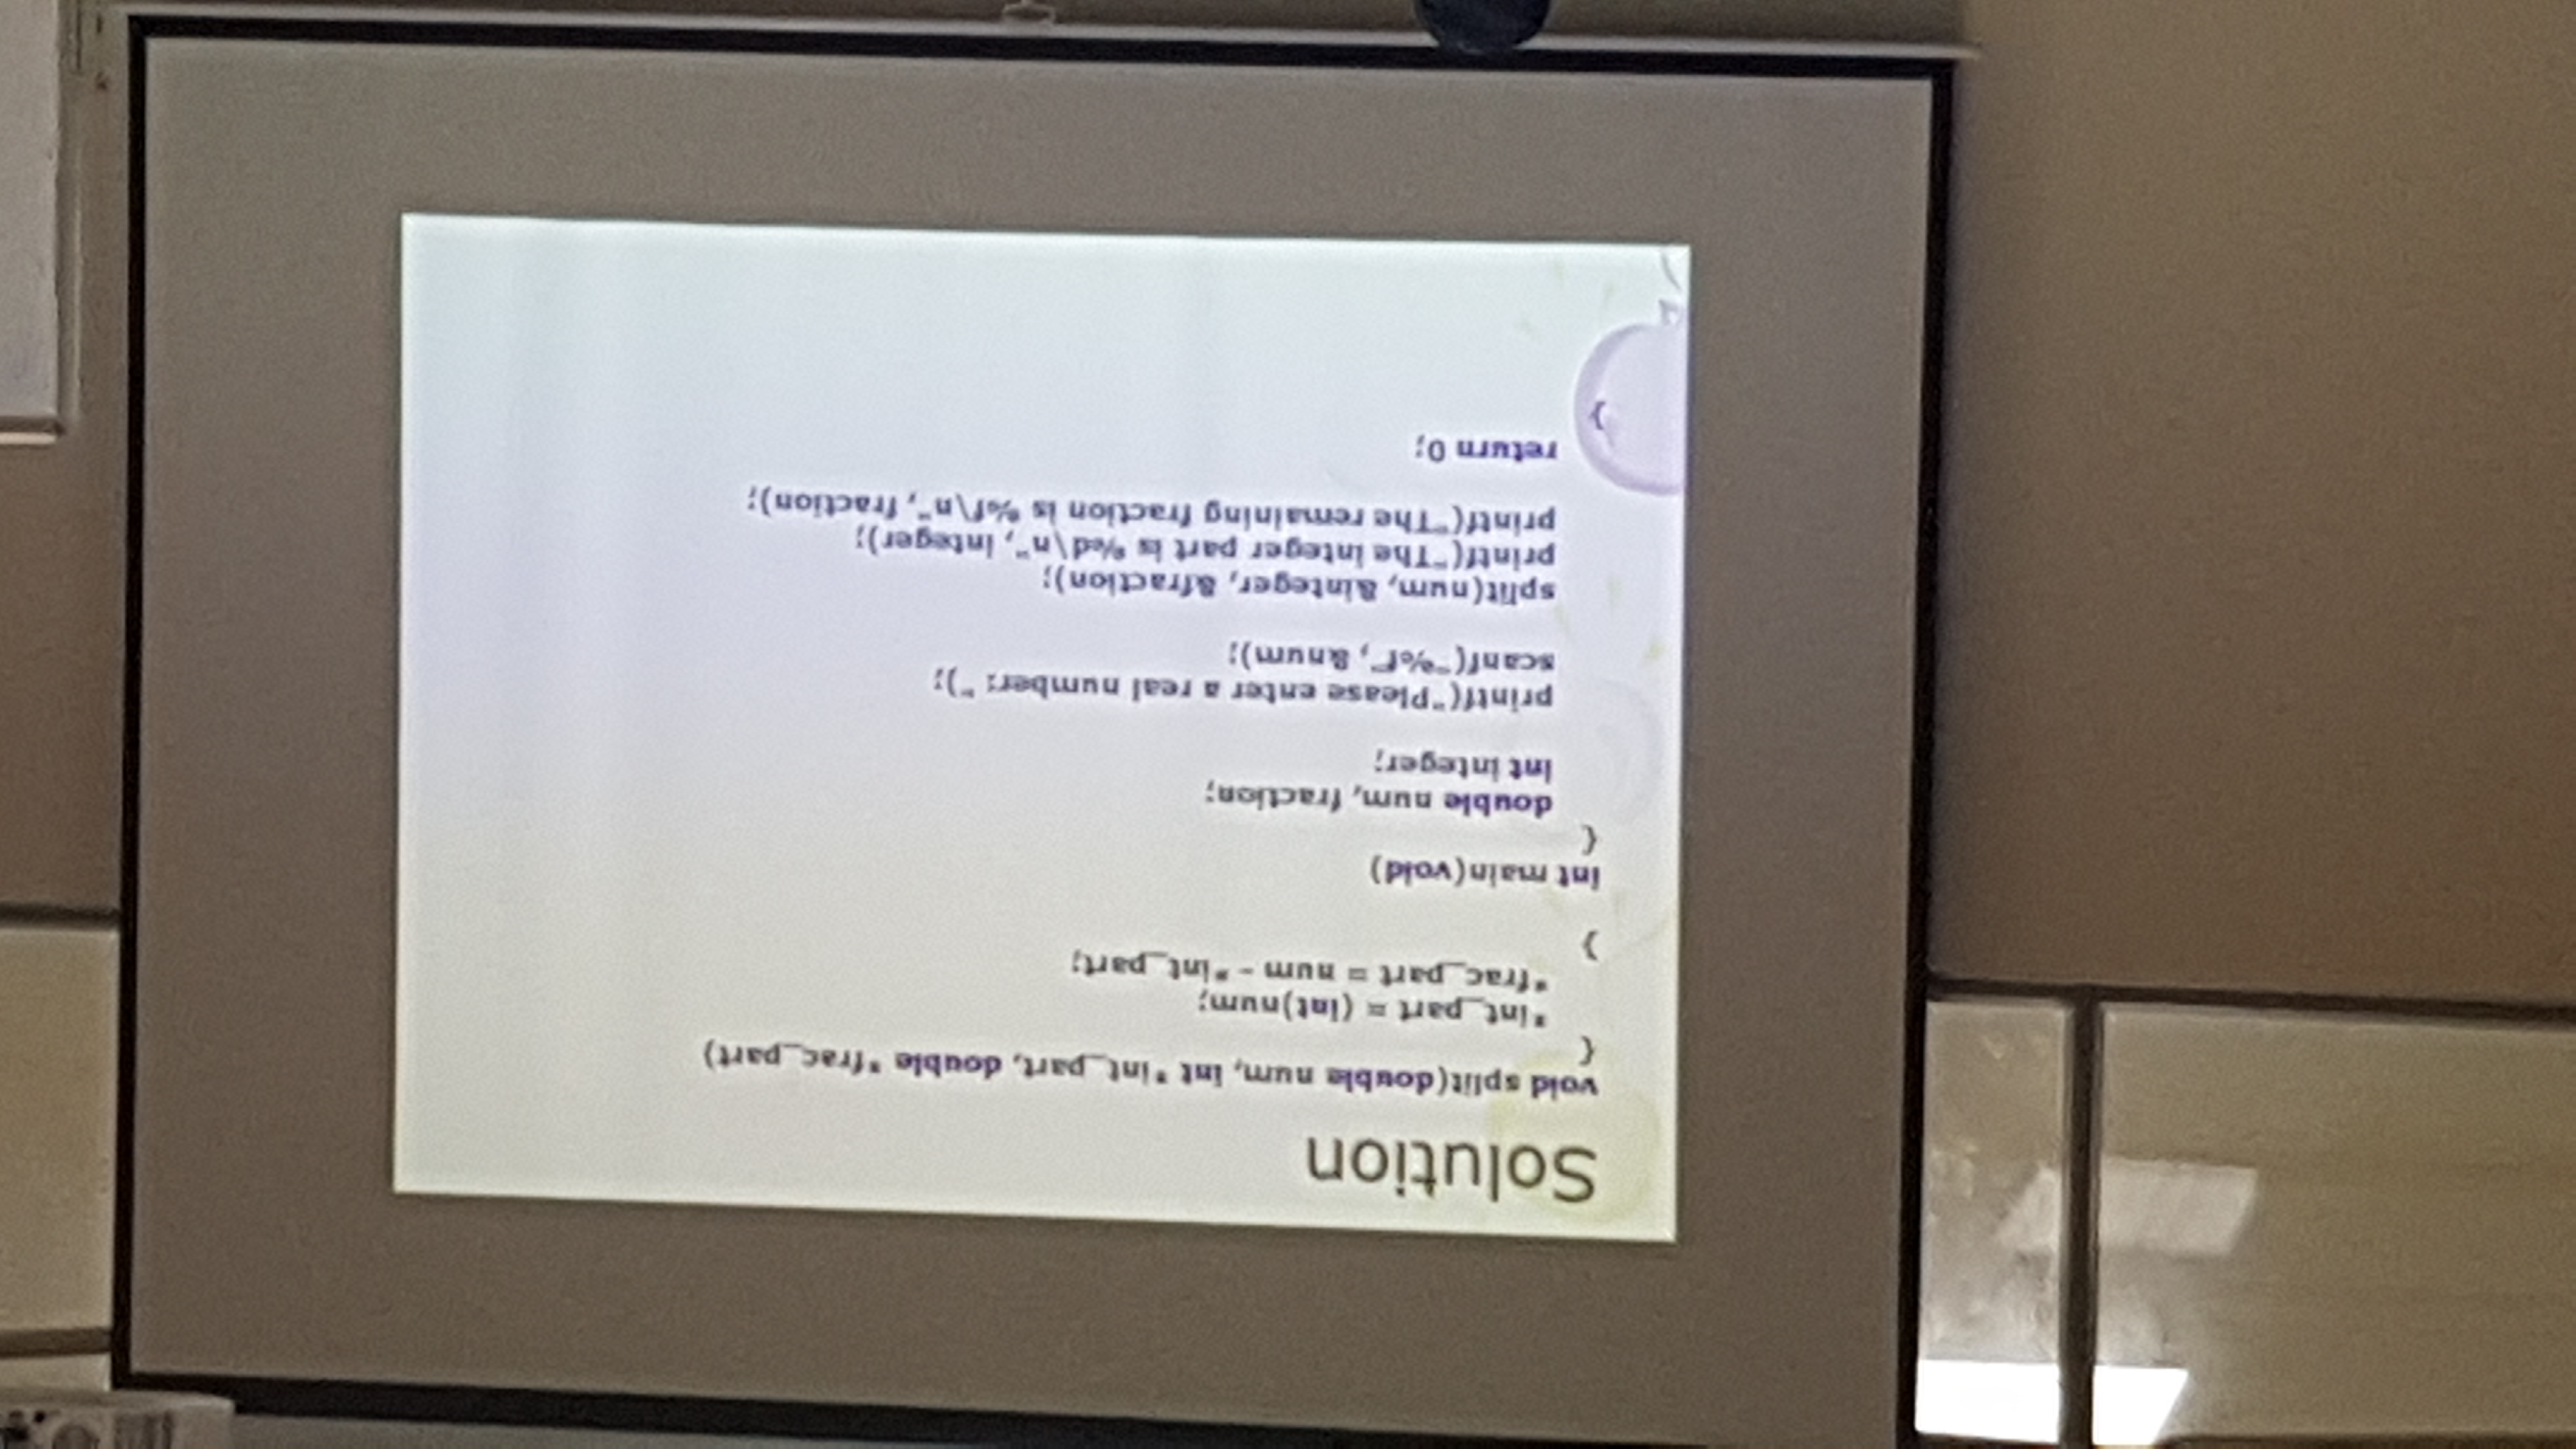 Solution
void split(double num, int *int_part, double *frac_part)
{
*int_part = (int)num;
*frac_part = num - *int_part;
}
int main(void)
{
double num, fraction;
int integer;
printf("Please enter a real number: ");
scanf("%f", &num);
split(num, &integer, &fraction);
printf("The integer part is %d\n", integer);
printf("The remaining fraction is %f\n", fraction);
return 0;
}